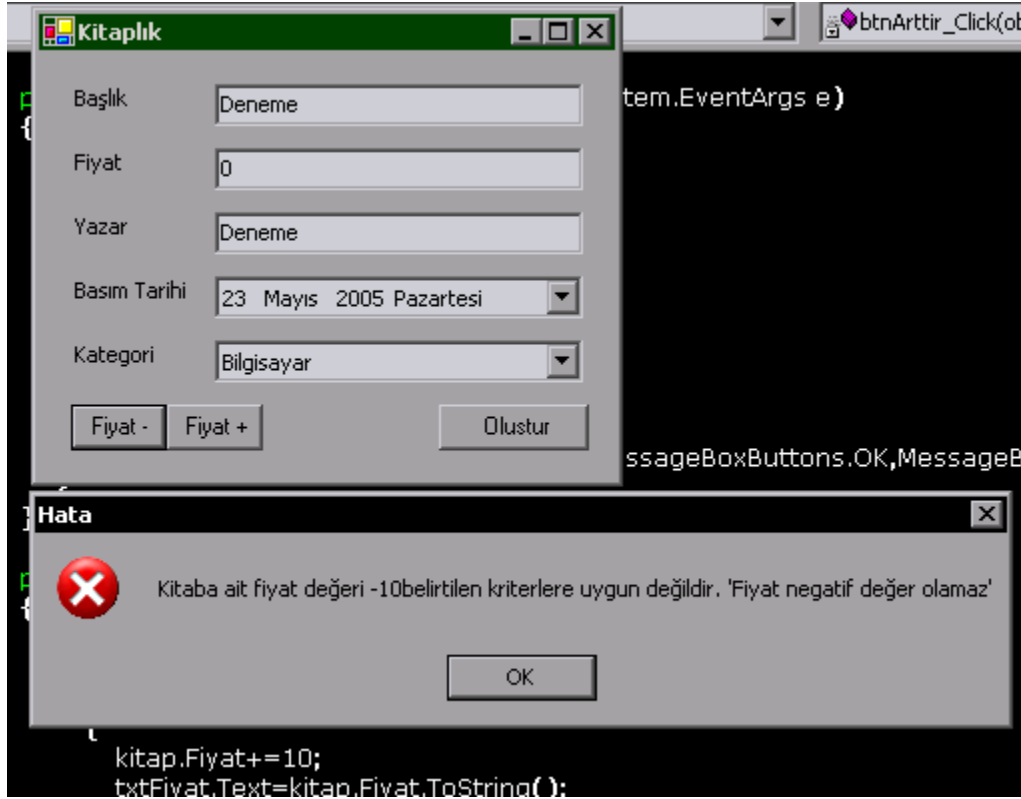 Kitaplık
btnArttir_Click(ob
Başlık
Deneme
tem.EventArgs e)
{
Fiyat
0
Yazar
Deneme
Basım Tarihi
23 Mayıs 2005 Pazartesi
Kategori
Bilgisayar
Fiyat -
Fiyat +
Olustur
ssageBoxButtons.OK,MessageB
}
Hata
Kitaba ait fiyat değeri -10belirtilen kriterlere uygun değildir. 'Fiyat negatif değer olamaz'
{
OK
{
kitap.Fiyat+=10;
txtFiyat.Text=kitap.Fiyat.ToString();